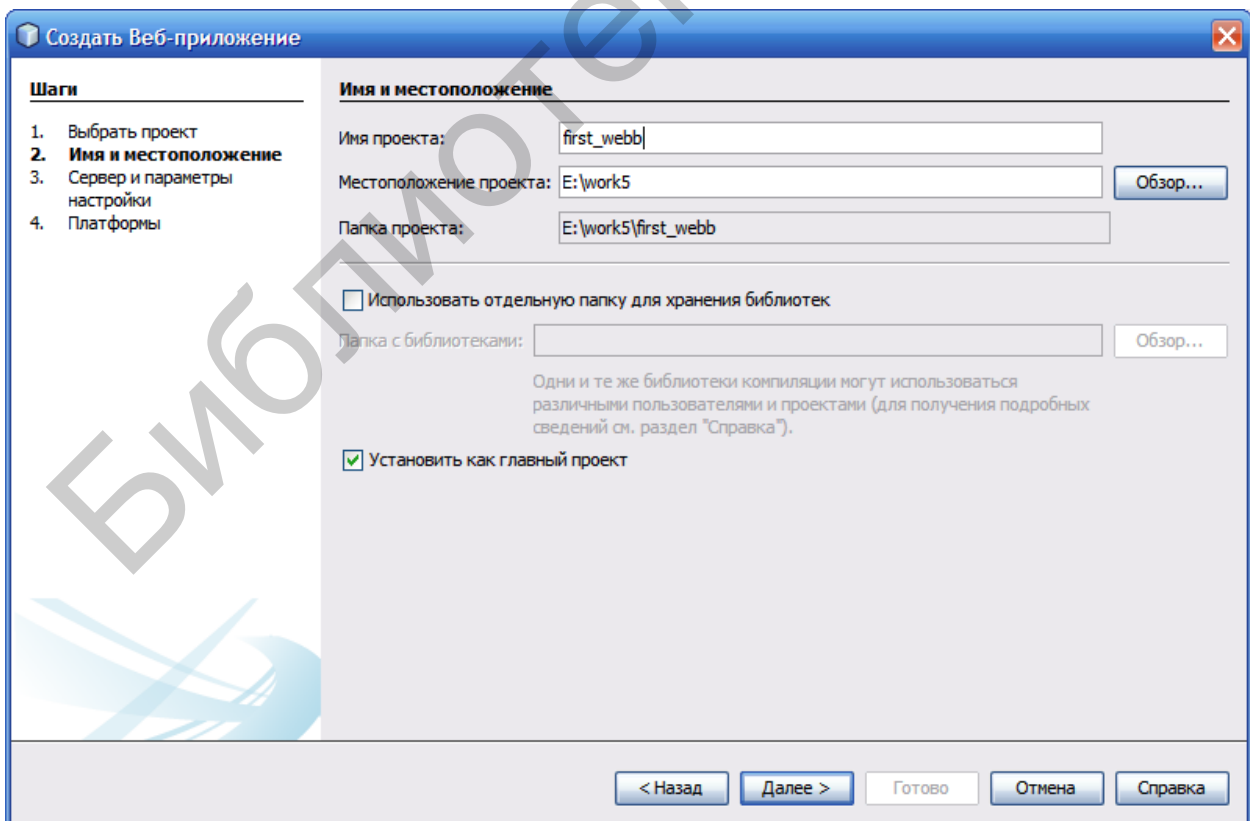 Создать Веб-приложение
Шаги
1. Выбрать проект
2. Имя и местоположение
3. Сервер и параметры
настройки
4. Платформы
Имя и местоположение
Имя проекта: first_webb
Местоположение проекта: E:\work5 Обзор...
Папка проекта: E:\work5\first_webb
Использовать отдельную папку для хранения библиотек
Папка с библиотеками: Обзор...
Одни и те же библиотеки компиляции могут использоваться
различными пользователями и проектами (для получения подробных
сведений см. раздел "Справка").
Установить как главный проект
< Назад Далее > Готово Отмена Справка